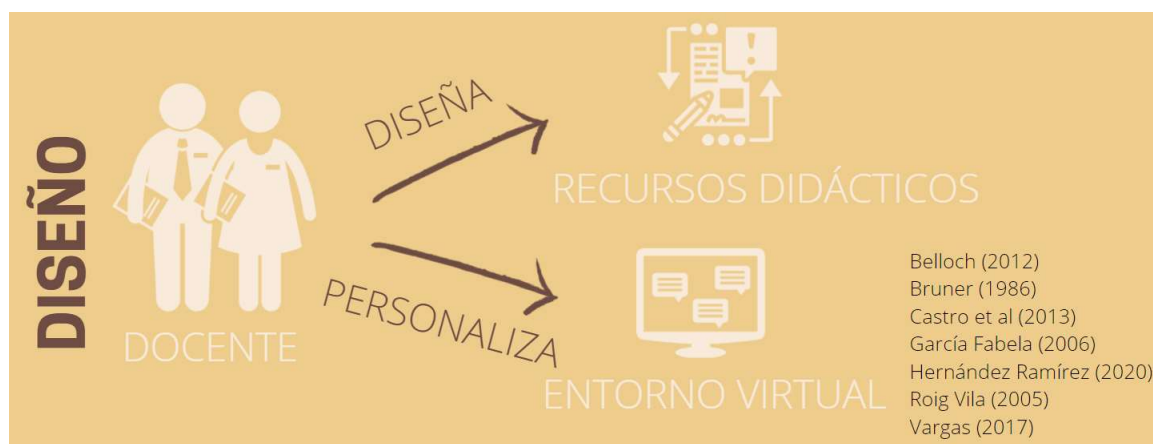 DISEÑO
DOCENTE
DISEÑA
PERSONALIZA
RECURSOS DIDÁCTICOS
ENTORNO VIRTUAL
Belloch (2012)
Bruner (1986)
Castro et al (2013)
García Fabela (2006)
Hernández Ramírez (2020)
Roig Vila (2005)
Vargas (2017)